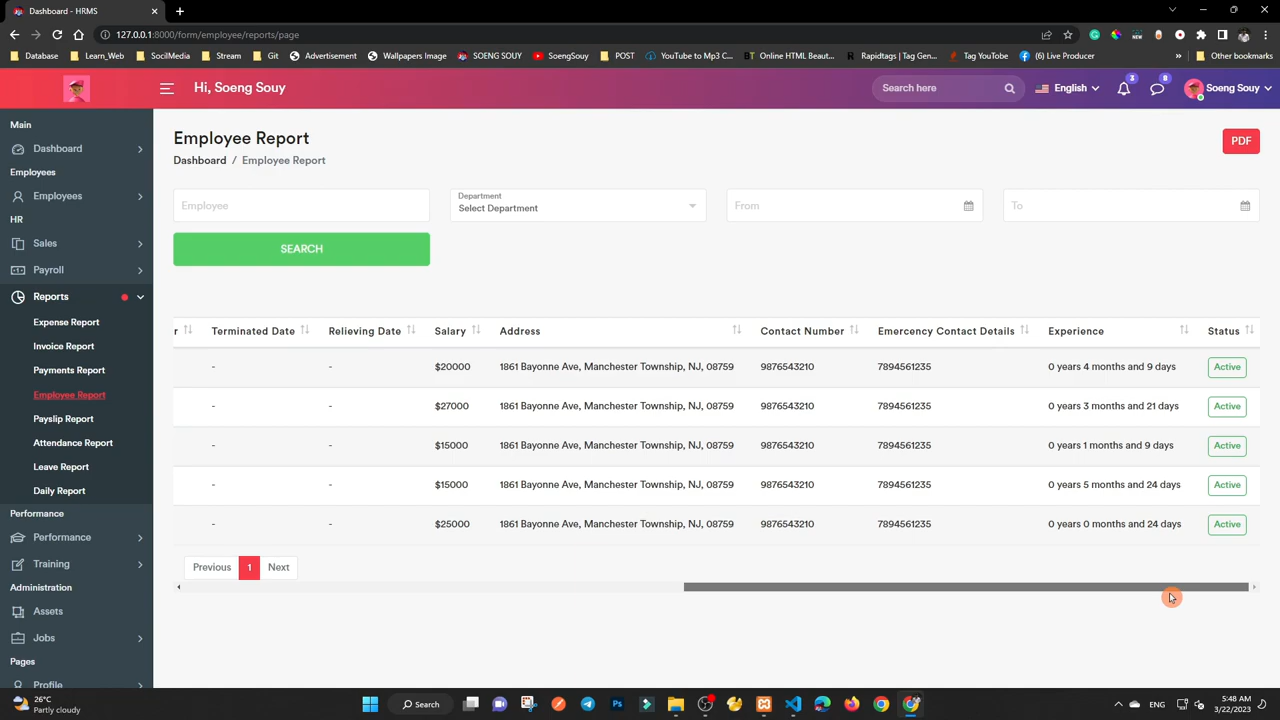 Dashboard - HRMS
127.0.0.1:8000/form/employee/reports/page
Database Learn_Web SocilMedia Stream Git Advertisement Wallpapers Image SOENG SOUY SoengSouy POST YouTube to Mp3 C... Online HTML Beaut... Rapidtags | Tag Gen... Tag YouTube (6) Live Producer » Other bookmarks
Hi, Soeng Souy
Search here
English
3
8
Soeng Souy
Main
Dashboard
Employees
Employees
HR
Sales
Payroll
Reports
Expense Report
Invoice Report
Payments Report
Employee Report
Payslip Report
Attendance Report
Leave Report
Daily Report
Performance
Performance
Training
Administration
Assets
Jobs
Pages
Profile
Employee Report
Dashboard / Employee Report
PDF
Employee
Department
Select Department
From
To
SEARCH
r Terminated Date Relieving Date Salary Address Contact Number Emercency Contact Details Experience Status
- - $20000 1861 Bayonne Ave, Manchester Township, NJ, 08759 9876543210 7894561235 0 years 4 months and 9 days Active
- - $27000 1861 Bayonne Ave, Manchester Township, NJ, 08759 9876543210 7894561235 0 years 3 months and 21 days Active
- - $15000 1861 Bayonne Ave, Manchester Township, NJ, 08759 9876543210 7894561235 0 years 1 months and 9 days Active
- - $15000 1861 Bayonne Ave, Manchester Township, NJ, 08759 9876543210 7894561235 0 years 5 months and 24 days Active
- - $25000 1861 Bayonne Ave, Manchester Township, NJ, 08759 9876543210 7894561235 0 years 0 months and 24 days Active
Previous 1 Next
26°C
Partly cloudy
Search
ENG
5:48 AM
3/22/2023